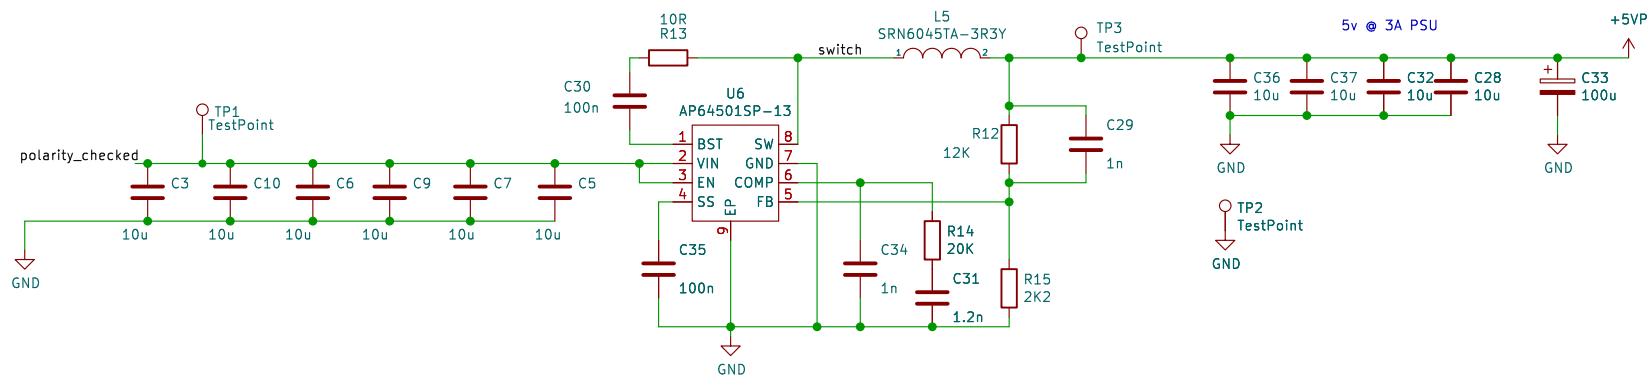 10R
R13
switch
L5
SRN6045TA-3R3Y
1
2
TP3
TestPoint
5v @ 3A PSU
+5VP
C30
100n
U6
AP64501SP-13
TP1
TestPoint
polarity_checked
C3
C10
C6
C9
C7
C5
10u
10u
10u
10u
10u
10u
GND
1
BST
2
VIN
3
EN
4
SS
SW
8
GND
7
COMP
6
FB
5
EP
9
C35
100n
GND
C34
1n
R14
20K
C31
1.2n
R12
12K
C29
1n
R15
2K2
C36
10u
C37
10u
C32
10u
C28
10u
+
C33
100u
GND
GND
TP2
TestPoint
GND